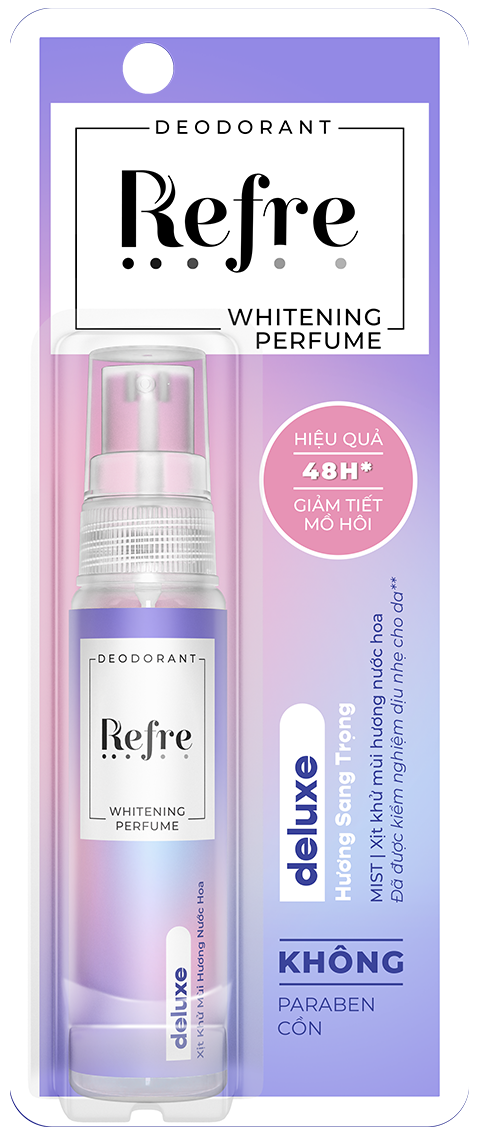 DEODORANT
Refre
WHITENING
PERFUME
HIỆU QUẢ
48H*
GIẢM TIẾT
MỒ HÔI
deluxe
Hương Sang Trọng
MIST | Xịt khử mùi hương nước hoa
Đã được kiểm nghiệm dịu nhẹ cho da**
KHÔNG
PARABEN
CỒN
DEODORANT
Refre
WHITENING
PERFUME
deluxe
Xịt Khử Mùi Hương Nước Hoa